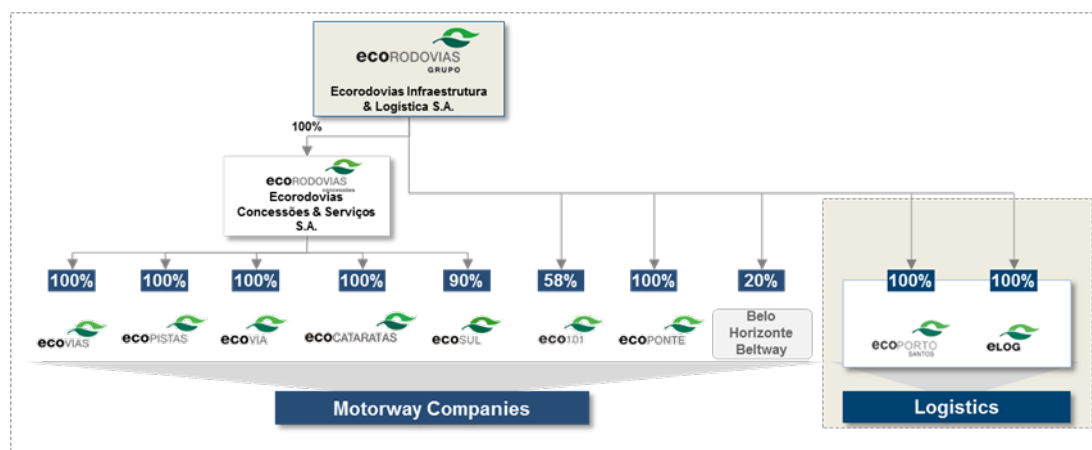 ecoRODOVIAS
GRUPO
Ecorodovias Infraestrutura
& Logística S.A.
100%
ecoRODOVIAS
concessões
Ecorodovias
Concessões & Serviços
S.A.
100% 100% 100% 100% 90% 58% 100% 20% 100% 100%
ecoVIAS ecoPISTAS ecoVIA ecoCATARATAS ecoSUL eco101 ecoPONTE
Belo
Horizonte
Beltway
ecoPORTO
SANTOS
eLOG
Motorway Companies
Logistics